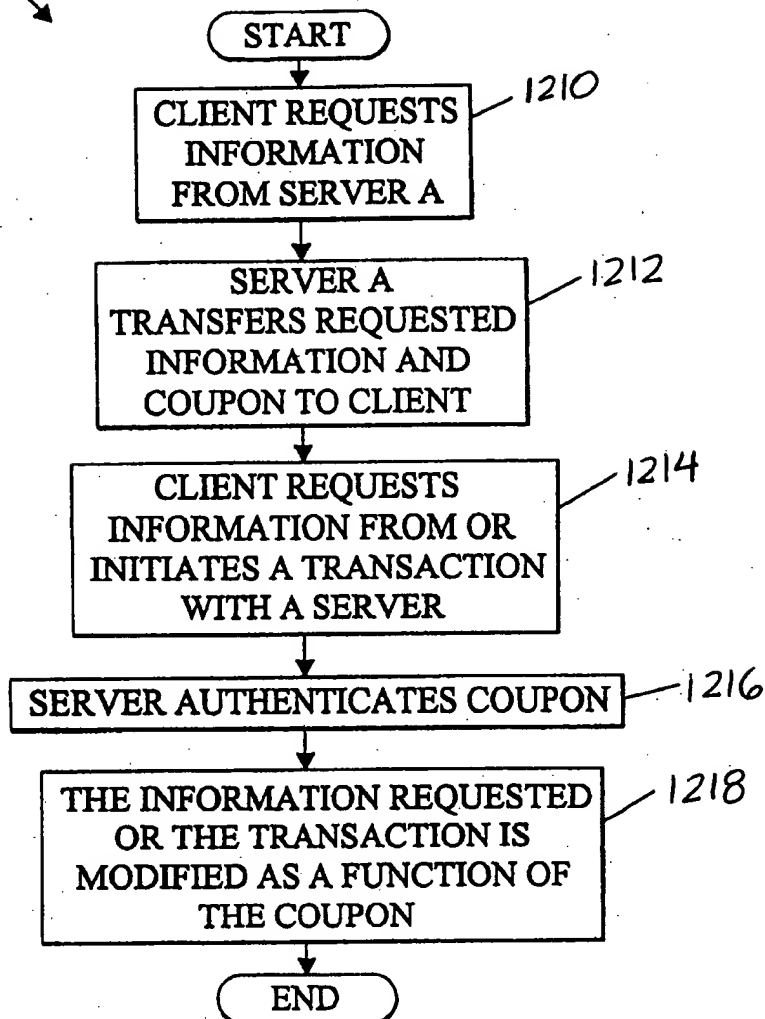 START
1210
CLIENT REQUESTS
INFORMATION
FROM SERVER A
1212
SERVER A
TRANSFERS REQUESTED
INFORMATION AND
COUPON TO CLIENT
1214
CLIENT REQUESTS
INFORMATION FROM OR
INITIATES A TRANSACTION
WITH A SERVER
SERVER AUTHENTICATES COUPON
1216
1218
THE INFORMATION REQUESTED
OR THE TRANSACTION IS
MODIFIED AS A FUNCTION OF
THE COUPON
END